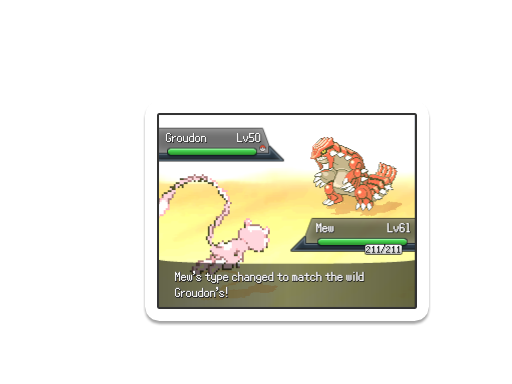 Groudon Lv50
Mew Lv61
211/211
Mew's type changed to match the wild
Groudon's!